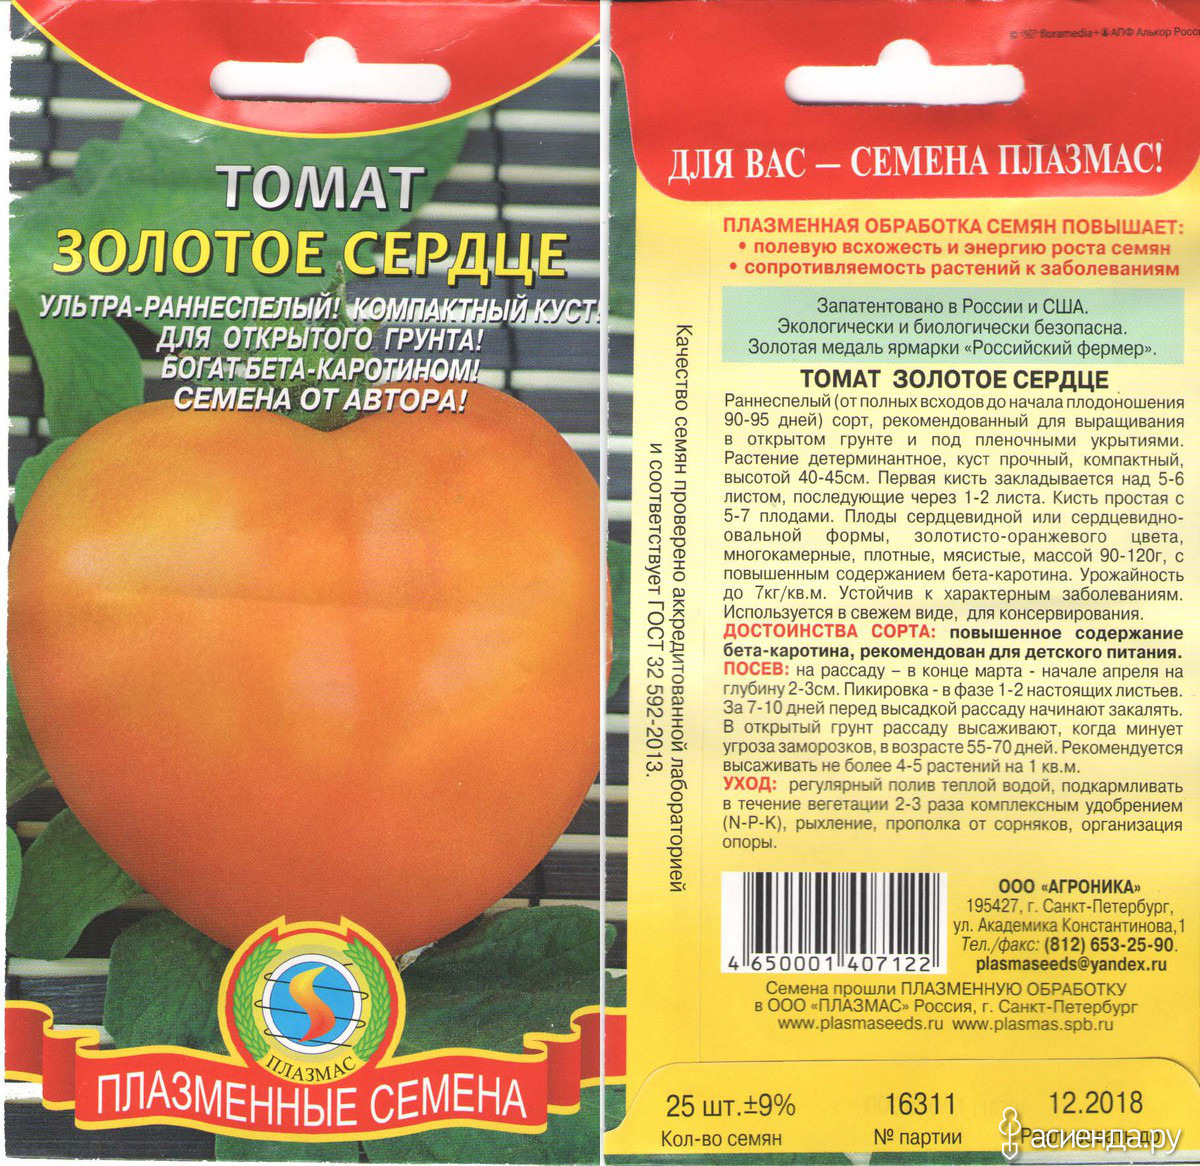 ТОМАТ
ЗОЛОТОЕ СЕРДЦЕ
УЛЬТРА-РАННЕСПЕЛЫЙ! КОМПАКТНЫЙ КУСТ!
ДЛЯ ОТКРЫТОГО ГРУНТА!
БОГАТ БЕТА-КАРОТИНОМ!
СЕМЕНА ОТ АВТОРА!
ПЛАЗМАС
ПЛАЗМЕННЫЕ СЕМЕНА
floramedia+ АПФ Алькор
ДЛЯ ВАС – СЕМЕНА ПЛАЗМАС!
ПЛАЗМЕННАЯ ОБРАБОТКА СЕМЯН ПОВЫШАЕТ:
• полевую всхожесть и энергию роста семян
• сопротивляемость растений к заболеваниям
Запатентовано в России и США.
Экологически и биологически безопасна.
Золотая медаль ярмарки «Российский фермер».
ТОМАТ ЗОЛОТОЕ СЕРДЦЕ
Раннеспелый (от полных всходов до начала плодоношения
90-95 дней) сорт, рекомендованный для выращивания
в открытом грунте и под пленочными укрытиями.
Растение детерминантное, куст прочный, компактный,
высотой 40-45см. Первая кисть закладывается над 5-6
листом, последующие через 1-2 листа. Кисть простая с
5-7 плодами. Плоды сердцевидной или сердцевидно-
овальной формы, золотисто-оранжевого цвета,
многокамерные, плотные, мясистые, массой 90-120г, с
повышенным содержанием бета-каротина. Урожайность
до 7кг/кв.м. Устойчив к характерным заболеваниям.
Используется в свежем виде, для консервирования.
ДОСТОИНСТВА СОРТА: повышенное содержание
бета-каротина, рекомендован для детского питания.
ПОСЕВ: на рассаду – в конце марта - начале апреля на
глубину 2-3см. Пикировка - в фазе 1-2 настоящих листьев.
За 7-10 дней перед высадкой рассаду начинают закалять.
В открытый грунт рассаду высаживают, когда минует
угроза заморозков, в возрасте 55-70 дней. Рекомендуется
высаживать не более 4-5 растений на 1 кв.м.
УХОД: регулярный полив теплой водой, подкармливать
в течение вегетации 2-3 раза комплексным удобрением
(N-P-K), рыхление, прополка от сорняков, организация
опоры.
Качество семян проверено аккредитованной лабораторией
и соответствует ГОСТ 32 592-2013.
4 650001 407122
ООО «АГРОНИКА»
195427, г. Санкт-Петербург,
ул. Академика Константинова,1
Тел./факс: (812) 653-25-90.
plasmaseeds@yandex.ru
Семена прошли ПЛАЗМЕННУЮ ОБРАБОТКУ
в ООО «ПЛАЗМАС» Россия, г. Санкт-Петербург
www.plasmaseeds.ru www.plasmas.spb.ru
25 шт.±9%
Кол-во семян
16311
№ партии
12.2018
асиенда.ру